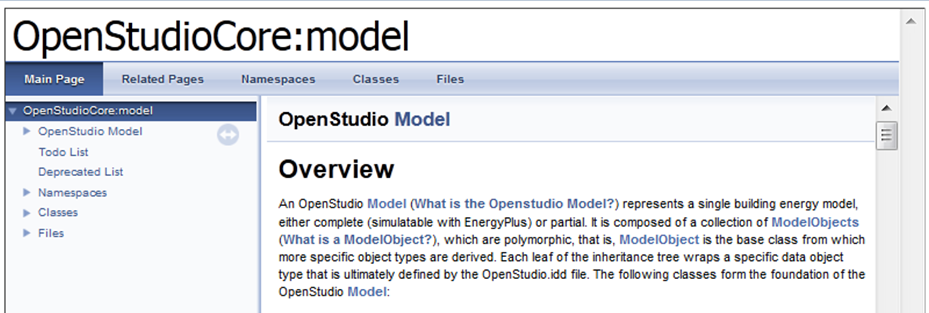 OpenStudioCore:model
Main Page Related Pages Namespaces Classes Files
OpenStudioCore:model
OpenStudio Model
Todo List
Deprecated List
Namespaces
Classes
Files
OpenStudio Model
Overview
An OpenStudio Model (What is the Openstudio Model?) represents a single building energy model,
either complete (simulatable with EnergyPlus) or partial. It is composed of a collection of ModelObjects
(What is a ModelObject?), which are polymorphic, that is, ModelObject is the base class from which
more specific object types are derived. Each leaf of the inheritance tree wraps a specific data object
type that is ultimately defined by the OpenStudio.idd file. The following classes form the foundation of the
OpenStudio Model: